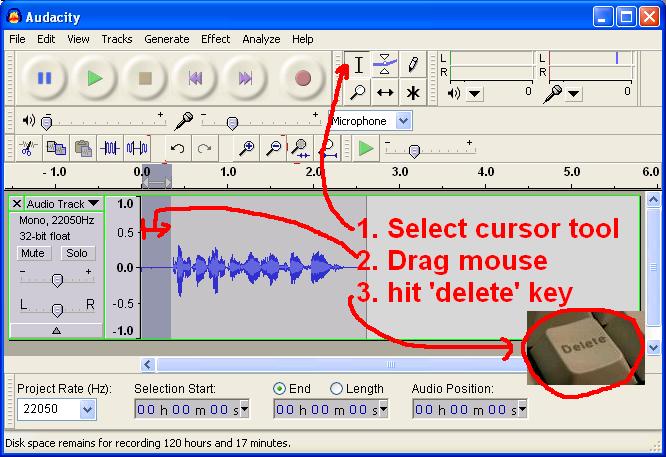 Audacity
File Edit View Tracks Generate Effect Analyze Help
L
R
0
L
R
0
Microphone
- 1.0 0.0 1.0 2.0 3.0 4.0 5.0 6.0
Audio Track
Mono, 22050Hz
32-bit float
Mute Solo
- +
L R
1.0
0.5
0.0
-0.5
-1.0
1. Select cursor tool
2. Drag mouse
3. hit 'delete' key
Delete
Project Rate (Hz):
22050
Selection Start:
00 h 00 m 00 s
End Length
00 h 00 m 00 s
Audio Position:
00 h 00 m 00 s
Disk space remains for recording 120 hours and 17 minutes.